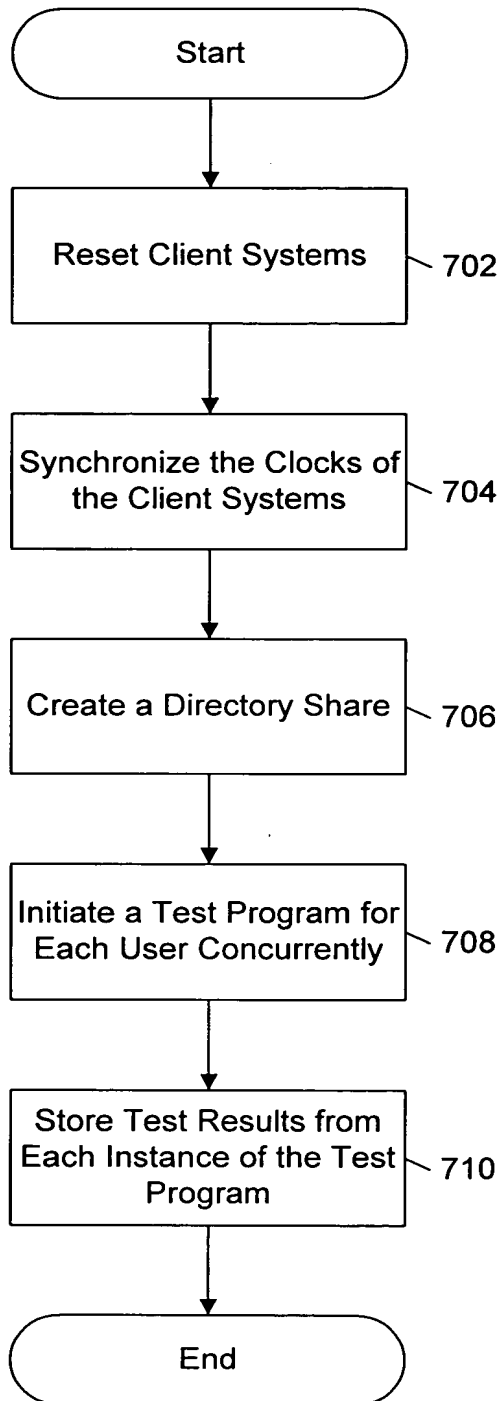 Start
Reset Client Systems
702
Synchronize the Clocks of
the Client Systems
704
Create a Directory Share
706
Initiate a Test Program for
Each User Concurrently
708
Store Test Results from
Each Instance of the Test
Program
710
End